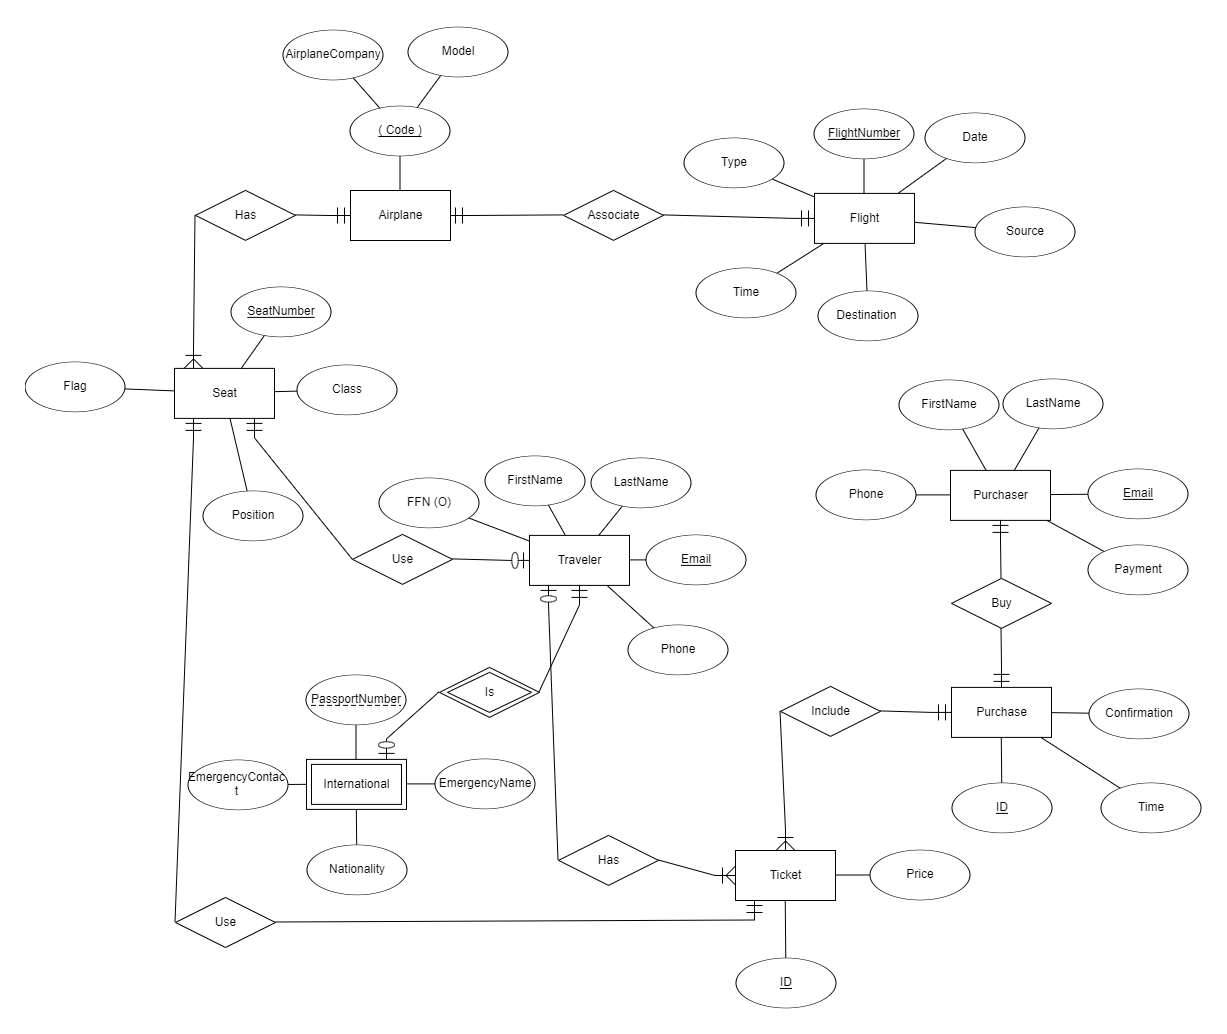 AirplaneCompany
Model
( Code )
FlightNumber
Date
Type
Has
Airplane
Associate
Flight
Source
Time
Destination
SeatNumber
Flag
Seat
Class
FirstName
LastName
Position
FFN (O)
FirstName
LastName
Phone
Purchaser
Email
Use
Traveler
Email
Payment
Buy
Phone
Is
PassportNumber
Include
Purchase
Confirmation
EmergencyContac
t
International
EmergencyName
ID
Time
Nationality
Has
Ticket
Price
Use
ID